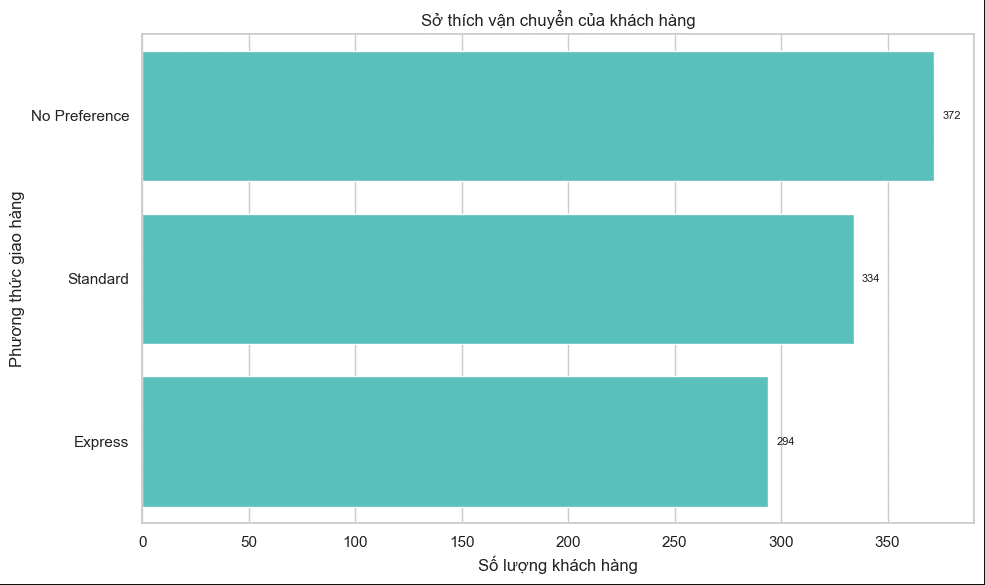 Sở thích vận chuyển của khách hàng
Phương thức giao hàng
No Preference
372
Standard
334
Express
294
0 50 100 150 200 250 300 350
Số lượng khách hàng